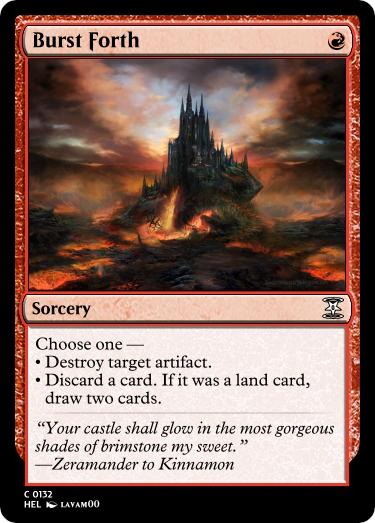 Burst Forth
Sorcery
Choose one —
• Destroy target artifact.
• Discard a card. If it was a land card,
draw two cards.
“Your castle shall glow in the most gorgeous
shades of brimstone my sweet.”
—Zeramander to Kinnamon
C 0132
HEL LAVAM00